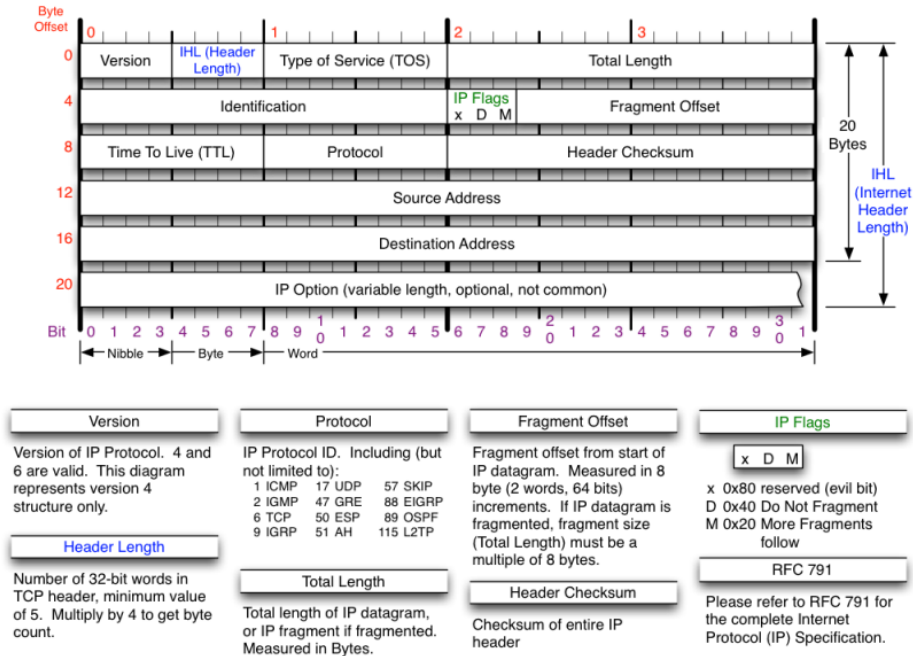 Byte
Offset
0 1 2 3
0 Version IHL (Header Length) Type of Service (TOS) Total Length
4 Identification IP Flags x D M Fragment Offset
8 Time To Live (TTL) Protocol Header Checksum
12 Source Address
16 Destination Address
20 IP Option (variable length, optional, not common)
20
Bytes
IHL
(Internet
Header
Length)
Bit 0 1 2 3 4 5 6 7 8 9 10 1 2 3 4 5 6 7 8 9 20 1 2 3 4 5 6 7 8 9 30 1
Nibble Byte Word
Version
Version of IP Protocol. 4 and
6 are valid. This diagram
represents version 4
structure only.
Header Length
Number of 32-bit words in
TCP header, minimum value
of 5. Multiply by 4 to get byte
count.
Protocol
IP Protocol ID. Including (but
not limited to):
1 ICMP 17 UDP 57 SKIP
2 IGMP 47 GRE 88 EIGRP
6 TCP 50 ESP 89 OSPF
9 IGRP 51 AH 115 L2TP
Total Length
Total length of IP datagram,
or IP fragment if fragmented.
Measured in Bytes.
Fragment Offset
Fragment offset from start of
IP datagram. Measured in 8
byte (2 words, 64 bits)
increments. If IP datagram is
fragmented, fragment size
(Total Length) must be a
multiple of 8 bytes.
Header Checksum
Checksum of entire IP
header
IP Flags
x D M
x 0x80 reserved (evil bit)
D 0x40 Do Not Fragment
M 0x20 More Fragments
follow
RFC 791
Please refer to RFC 791 for
the complete Internet
Protocol (IP) Specification.